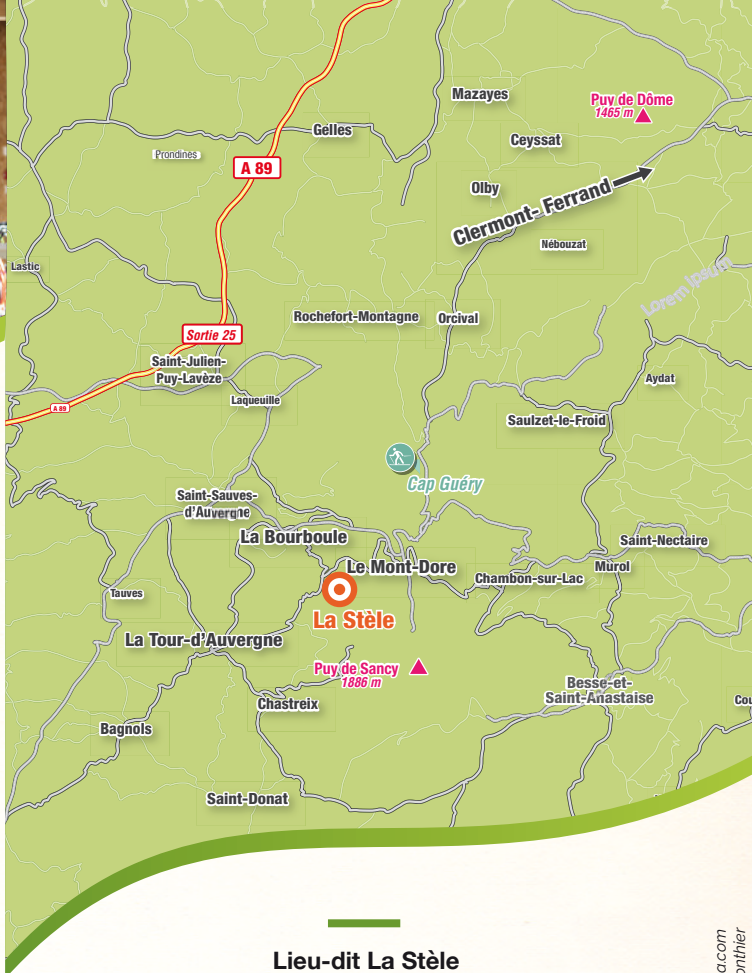 Mazayes
Puy de Dôme
1465 m
Gelles
Ceyssat
Prondines
A 89
Olby
Clermont- Ferrand
Nébouzat
Lastic
Lorem Ipsum
Rochefort-Montagne
Orcival
Sortie 25
Saint-Julien-
Puy-Lavèze
Aydat
Laqueuille
A 89
Saulzet-le-Froid
Cap Guéry
Saint-Sauves-
d'Auvergne
La Bourboule
Saint-Nectaire
Le Mont-Dore
Murol
Chambon-sur-Lac
Tauves
La Stèle
La Tour-d'Auvergne
Puy de Sancy
1886 m
Besse-et-
Saint-Anastaise
Chastreix
Cou
Bagnols
Saint-Donat
Lieu-dit La Stèle
a.com
nthier